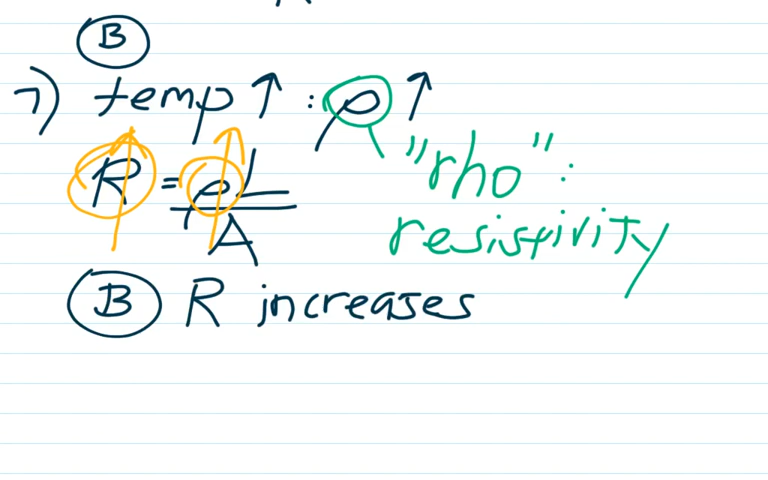 B
7) temp ↑ : ρ ↑
"rho" :
resistivity
R = ρL
A
B R increases